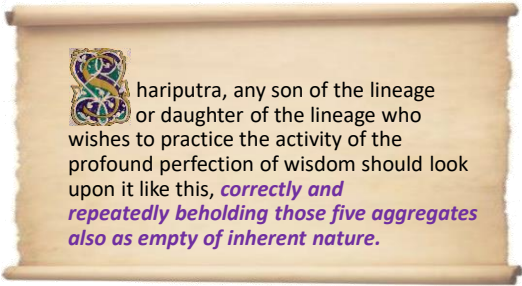 Shariputra, any son of the lineage
or daughter of the lineage who
wishes to practice the activity of the
profound perfection of wisdom should look
upon it like this, correctly and
repeatedly beholding those five aggregates
also as empty of inherent nature.